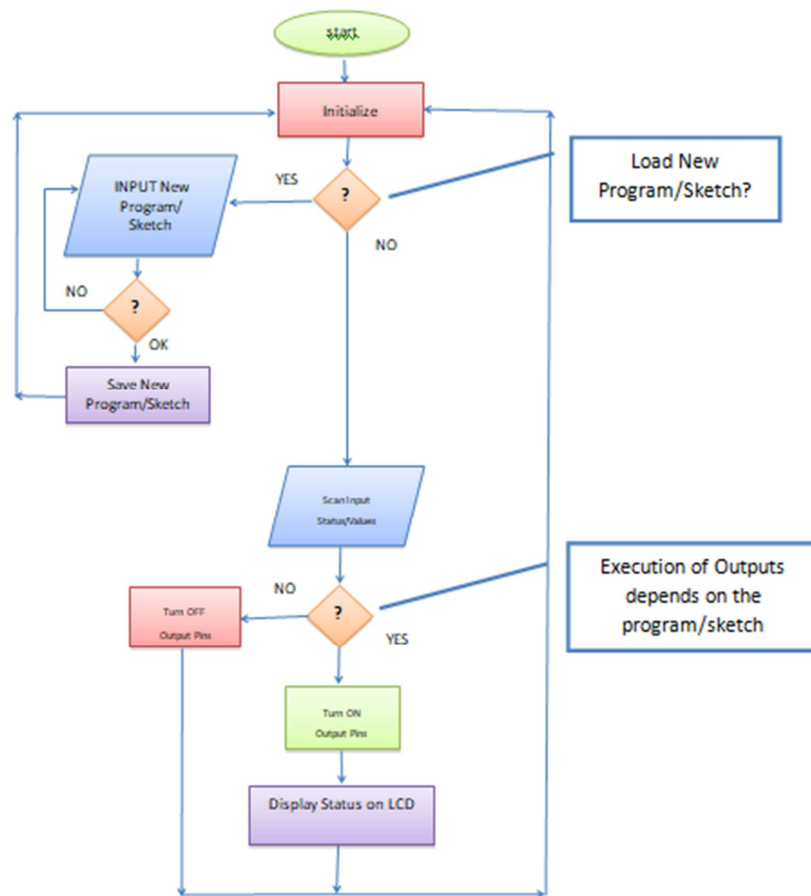 start
Initialize
Load New
Program/Sketch?
YES
?
INPUT New
Program/
Sketch
NO
NO
?
OK
Save New
Program/Sketch
Scan Input
Status/Values
Execution of Outputs
depends on the
program/sketch
NO
?
YES
Turn OFF
Output Pins
Turn ON
Output Pins
Display Status on LCD